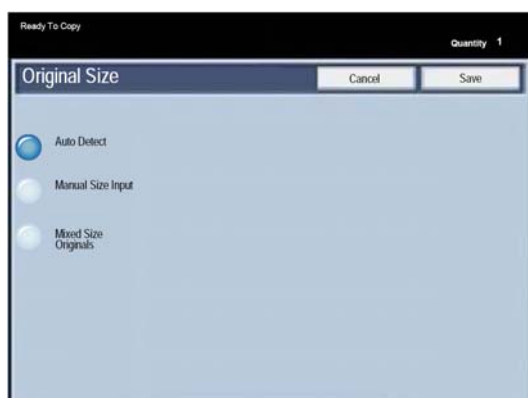 Ready To Copy
Quantity 1
Original Size
Cancel
Save
Auto Detect
Manual Size Input
Mixed Size
Originals